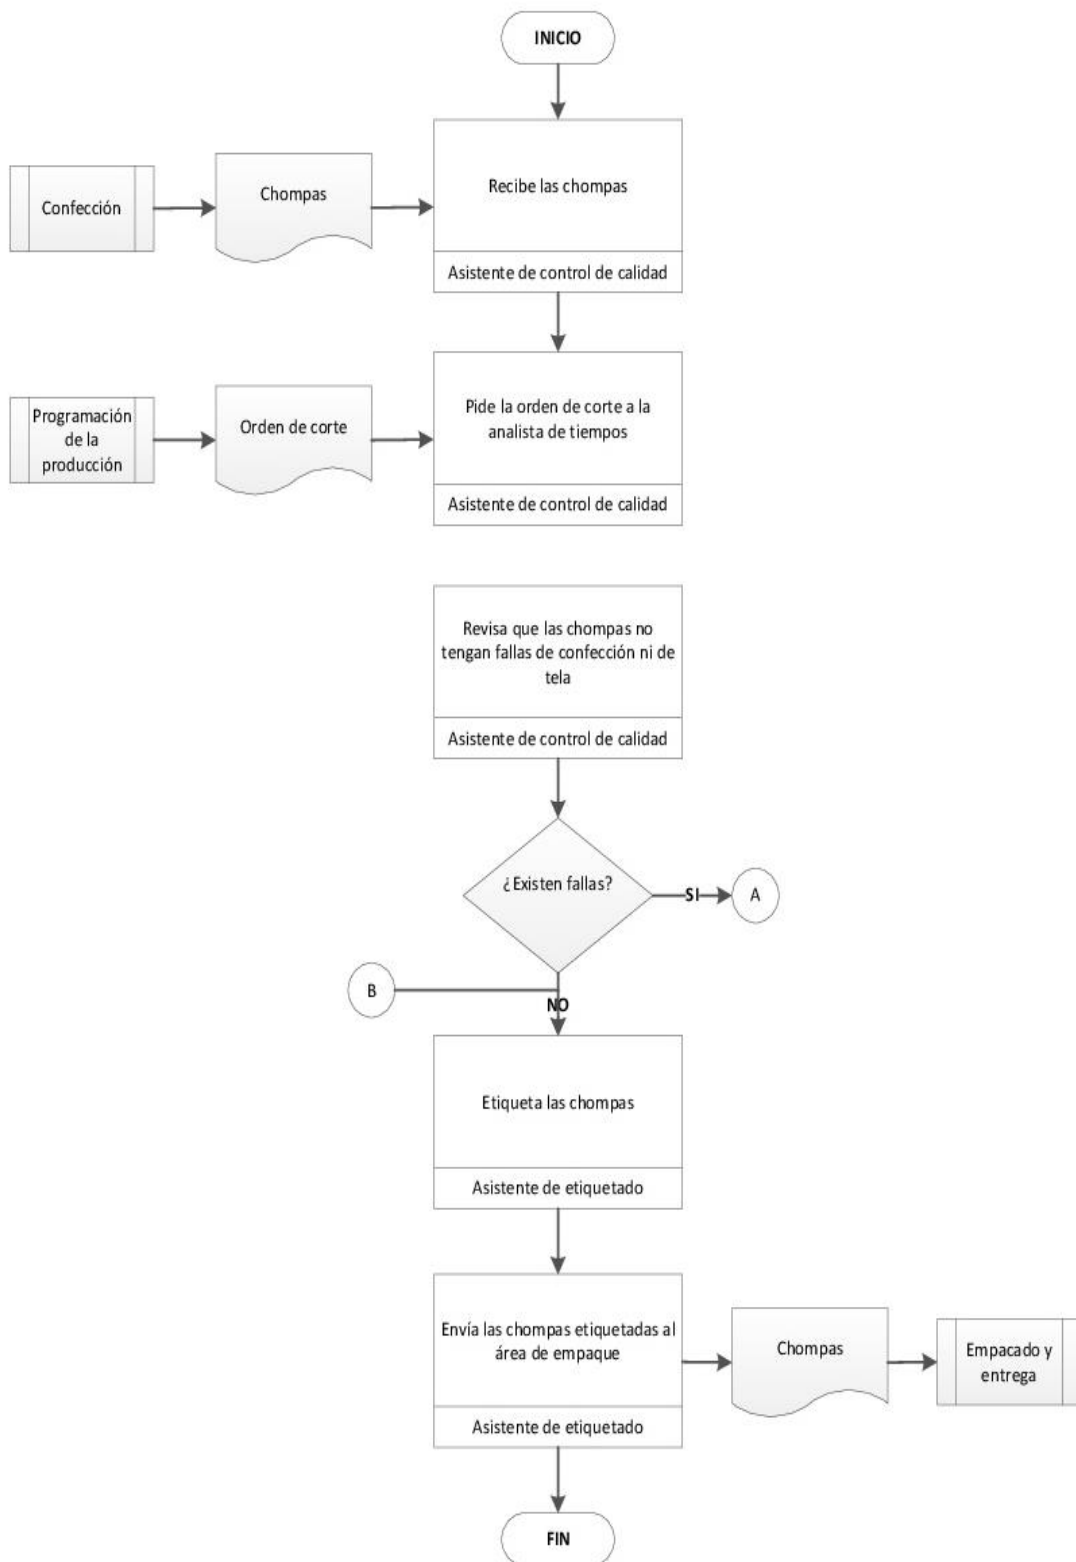 INICIO
Confección
Chompas
Recibe las chompas
Asistente de control de calidad
Programación
de la
producción
Orden de corte
Pide la orden de corte a la
analista de tiempos
Asistente de control de calidad
Revisa que las chompas no
tengan fallas de confección ni de
tela
Asistente de control de calidad
¿Existen fallas?
SI
A
B
NO
Etiqueta las chompas
Asistente de etiquetado
Envía las chompas etiquetadas al
área de empaque
Asistente de etiquetado
Chompas
Empacado y
entrega
FIN